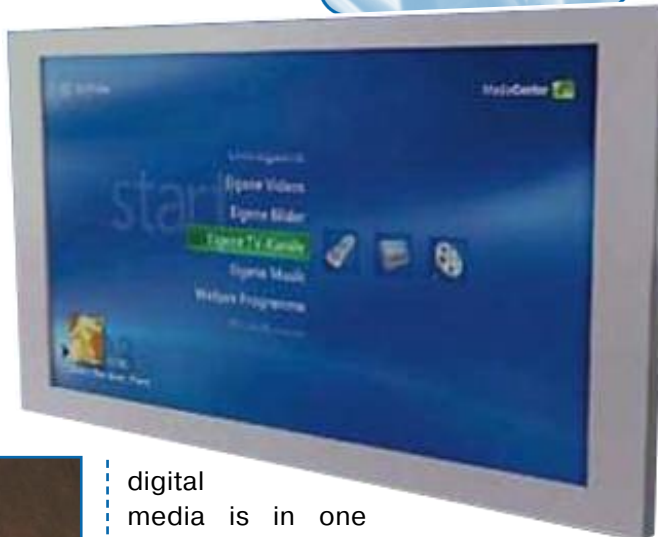 MediaCenter
start
Eigene Videos
Eigene Bilder
Eigene TV-Kanäle
Eigene Musik
Weitere Programme
digital
media is in one